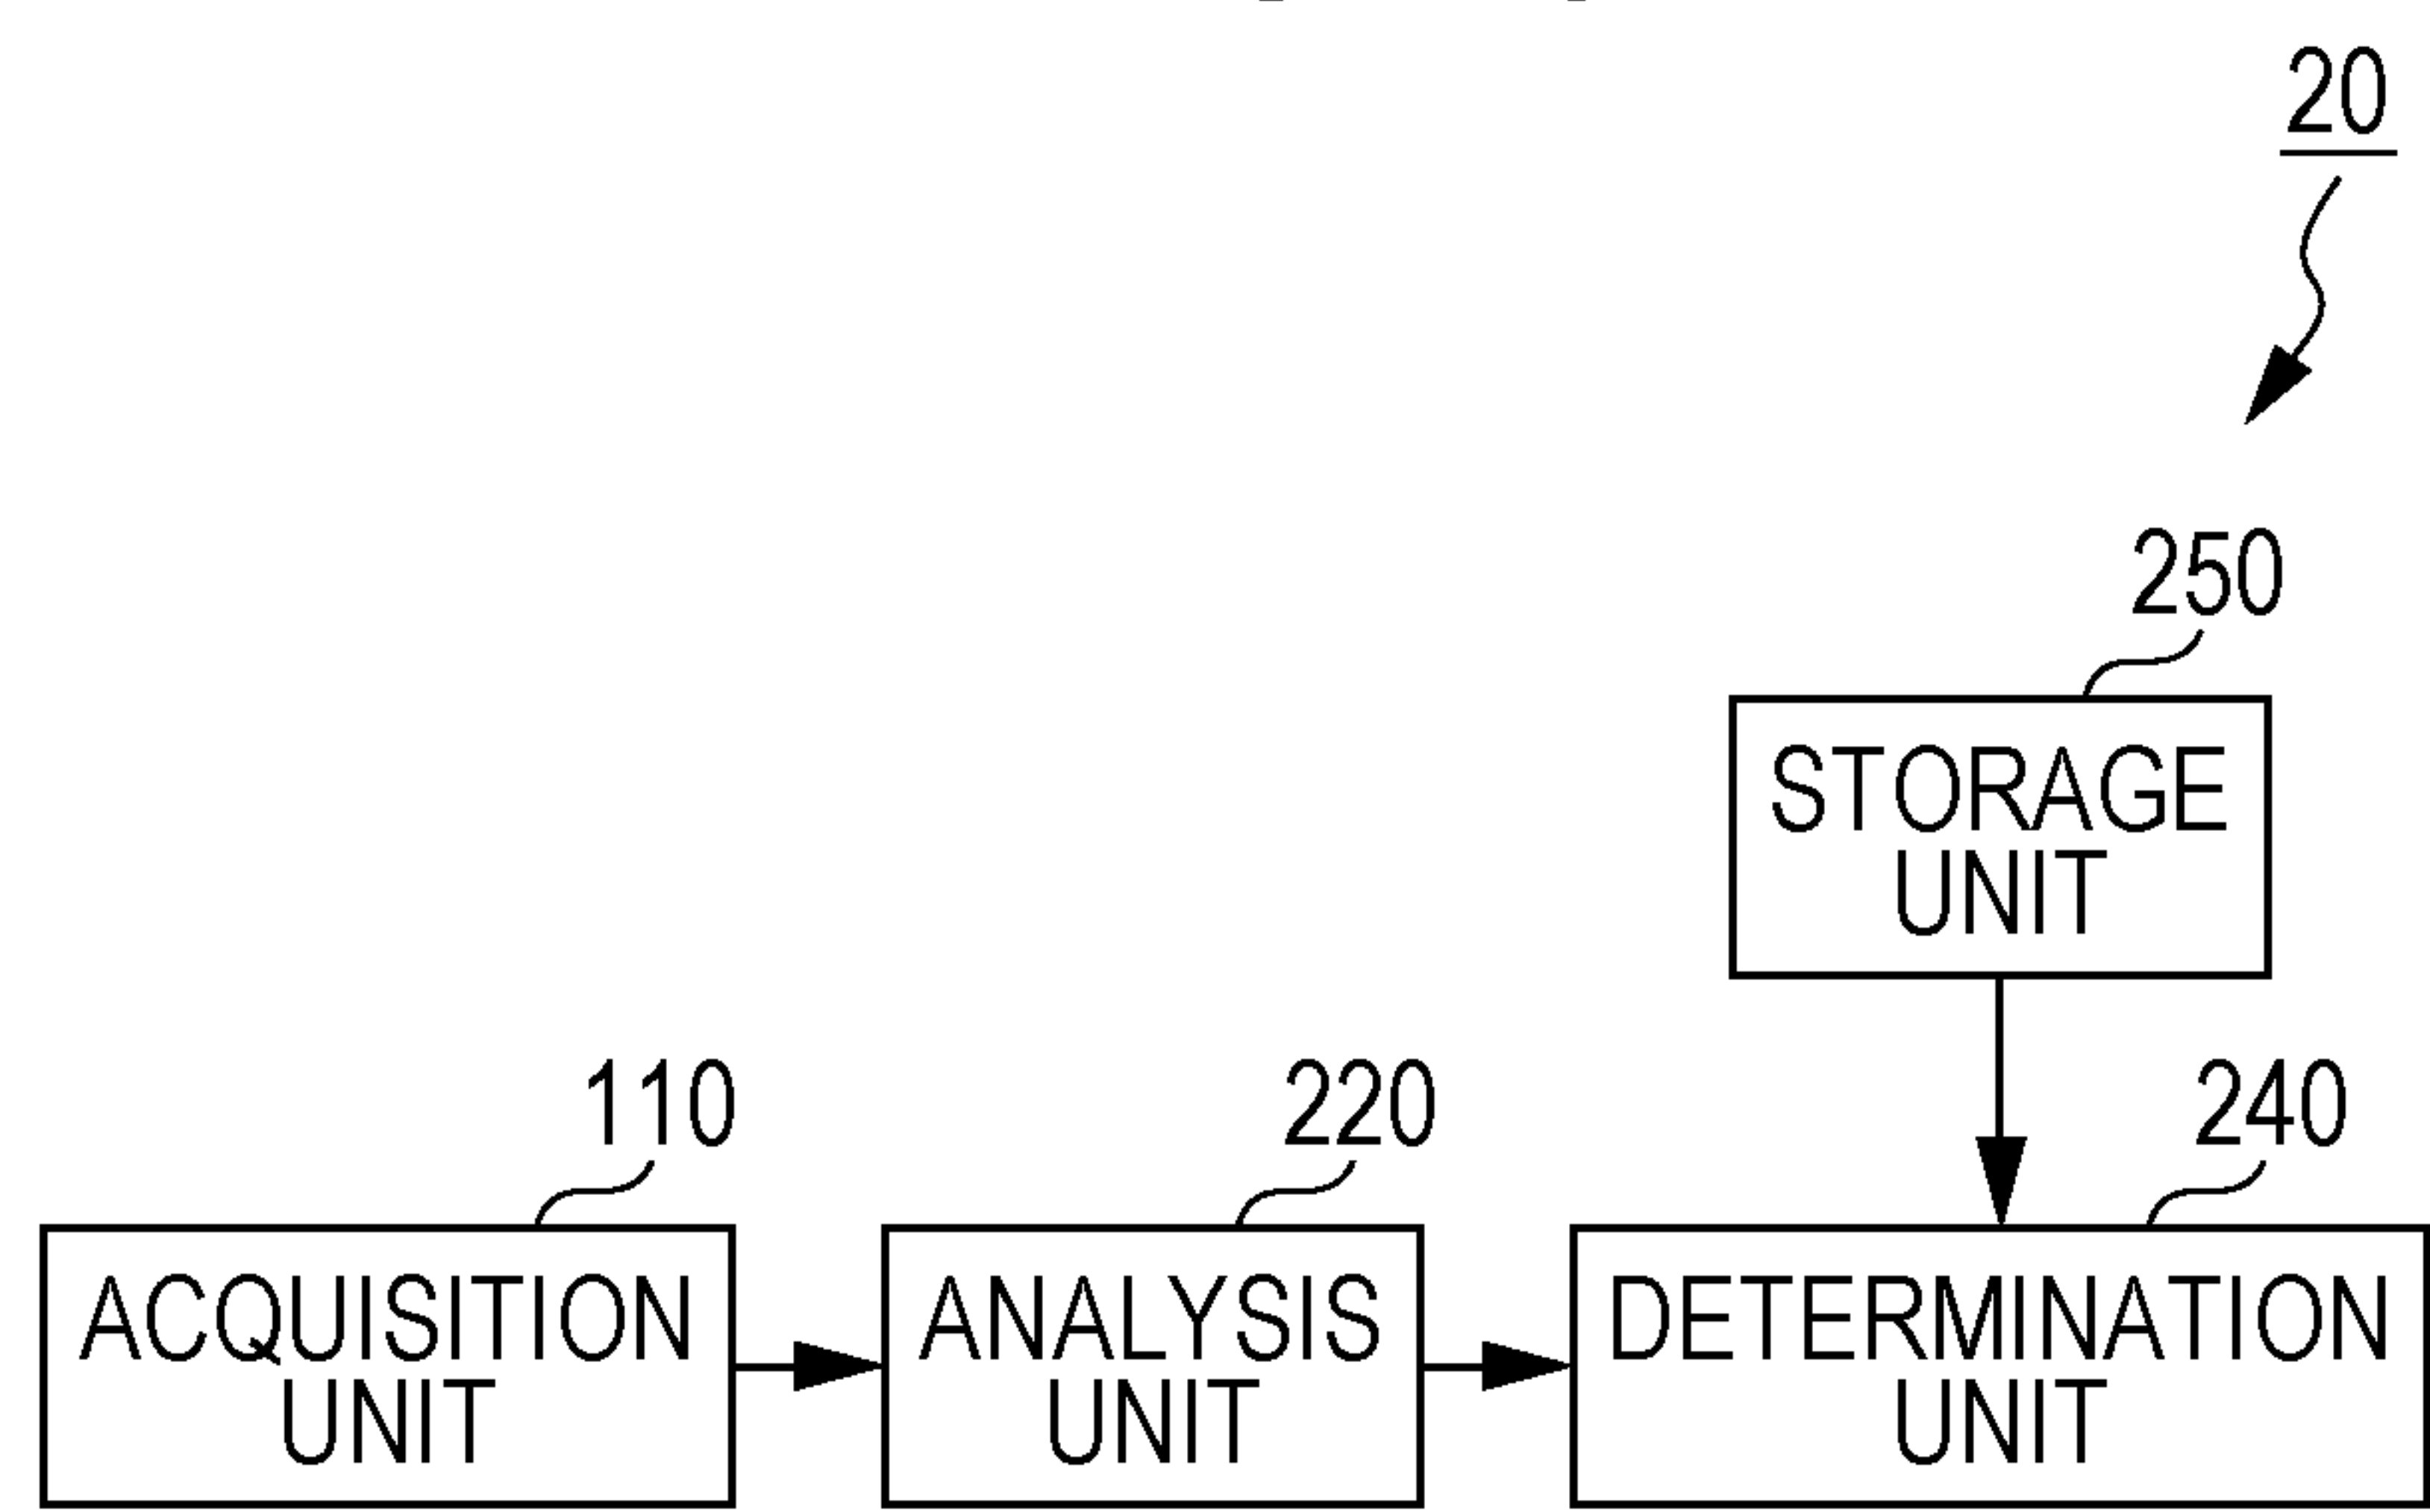 20
250
STORAGE
UNIT
110
220
240
ACQUISITION
UNIT
ANALYSIS
UNIT
DETERMINATION
UNIT